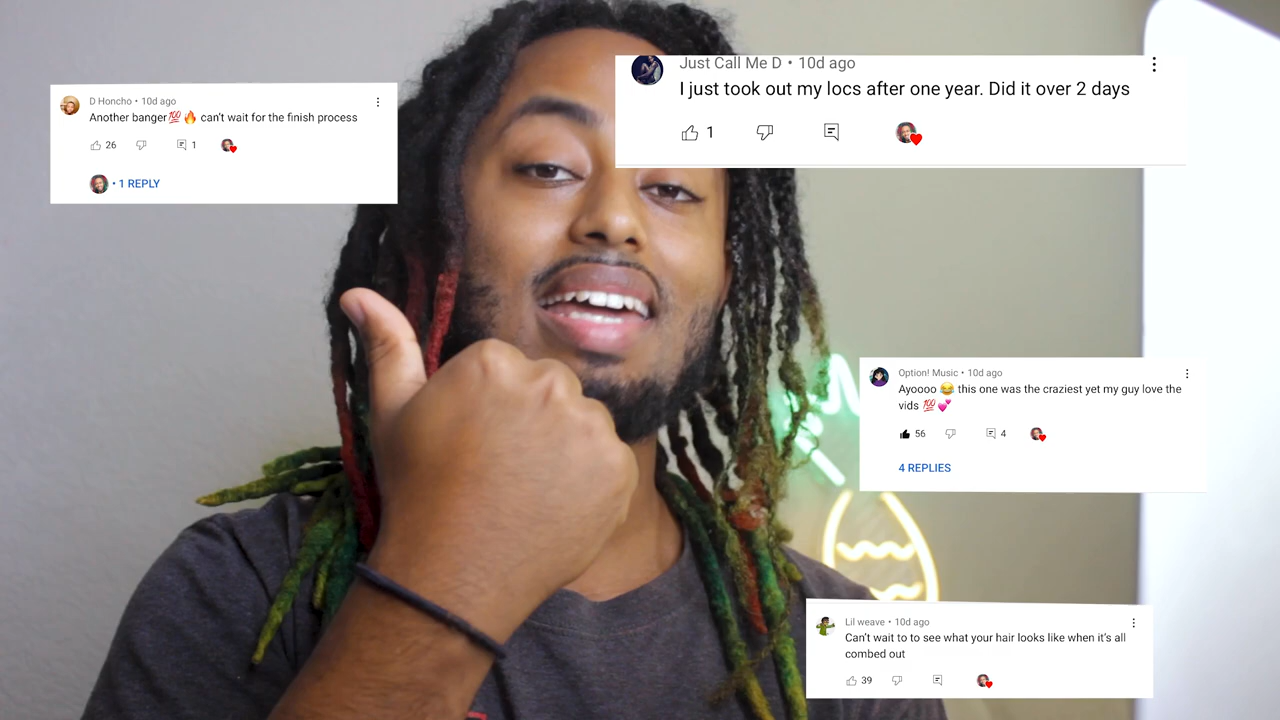 Just Call Me D • 10d ago
I just took out my locs after one year. Did it over 2 days
1
D Honcho • 10d ago
Another banger💯🔥 can't wait for the finish process
26 1
• 1 REPLY
Option! Music • 10d ago
Ayoooo 😂 this one was the craziest yet my guy love the
vids 💯💕
56 4
4 REPLIES
Lil weave • 10d ago
Can't wait to to see what your hair looks like when it's all
combed out
39